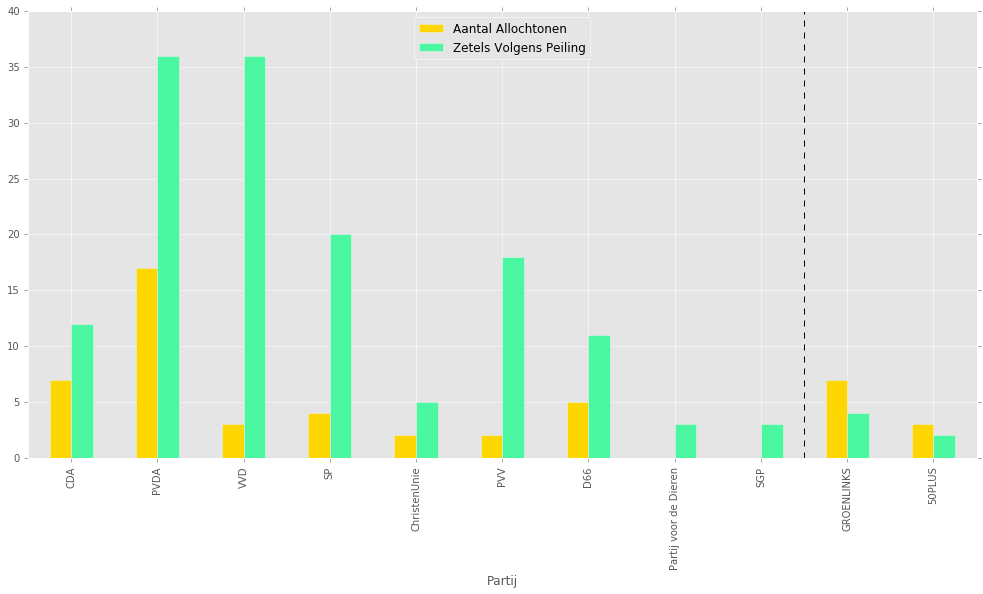 Aantal Allochtonen
Zetels Volgens Peiling
40
35
30
25
20
15
10
5
0
CDA
PVDA
VVD
SP
ChristenUnie
PVV
D66
Partij voor de Dieren
SGP
GROENLINKS
50PLUS
Partij